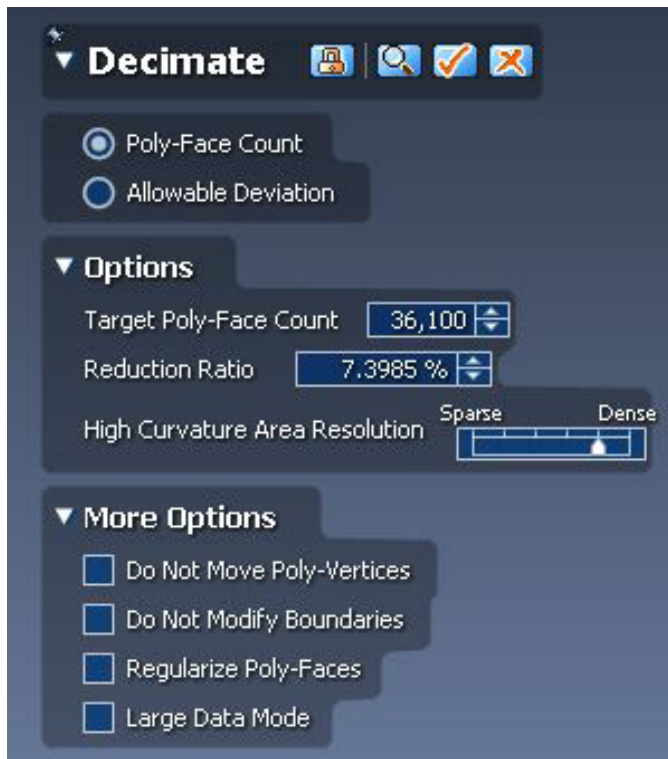 Decimate
Poly-Face Count
Allowable Deviation
Options
Target Poly-Face Count 36,100
Reduction Ratio 7.3985 %
Sparse Dense
High Curvature Area Resolution
More Options
Do Not Move Poly-Vertices
Do Not Modify Boundaries
Regularize Poly-Faces
Large Data Mode